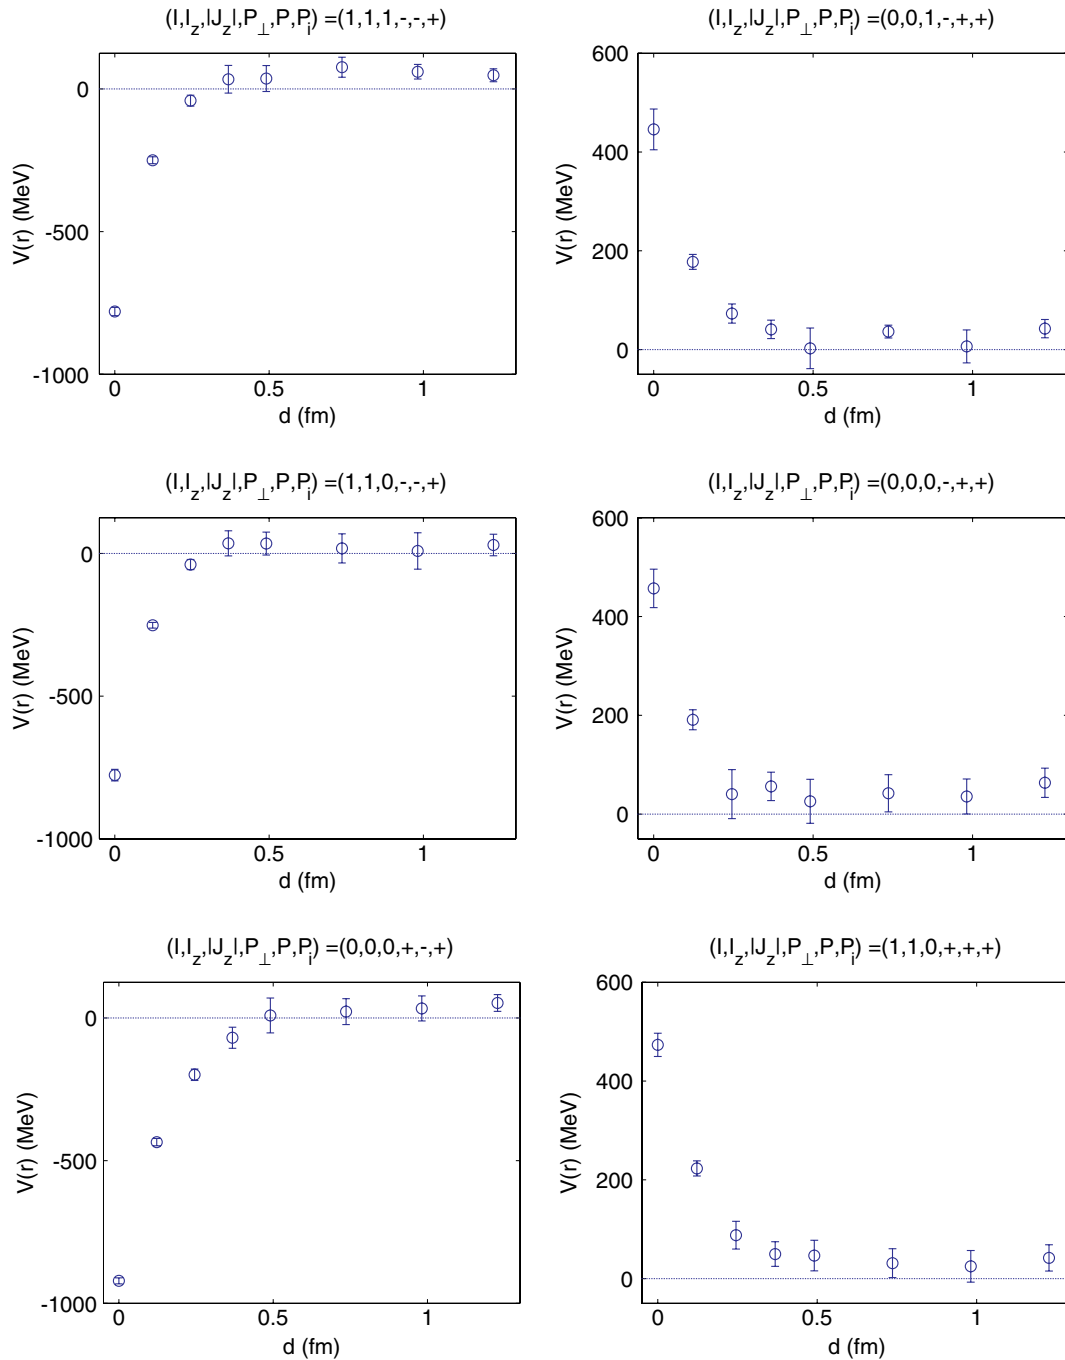 (I,I_z,|J_z|,P_⊥,P,P_i) =(1,1,1,-,-,+)
0
-500
-1000
V(r) (MeV)
0 0.5 1
d (fm)
(I,I_z,|J_z|,P_⊥,P,P_i) =(0,0,1,-,+,+)
600
400
200
0
V(r) (MeV)
0 0.5 1
d (fm)
(I,I_z,|J_z|,P_⊥,P,P_i) =(1,1,0,-,-,+)
0
-500
-1000
V(r) (MeV)
0 0.5 1
d (fm)
(I,I_z,|J_z|,P_⊥,P,P_i) =(0,0,0,-,+,+)
600
400
200
0
V(r) (MeV)
0 0.5 1
d (fm)
(I,I_z,|J_z|,P_⊥,P,P_i) =(0,0,0,+,-,+)
0
-500
-1000
V(r) (MeV)
0 0.5 1
d (fm)
(I,I_z,|J_z|,P_⊥,P,P_i) =(1,1,0,+,+,+)
600
400
200
0
V(r) (MeV)
0 0.5 1
d (fm)